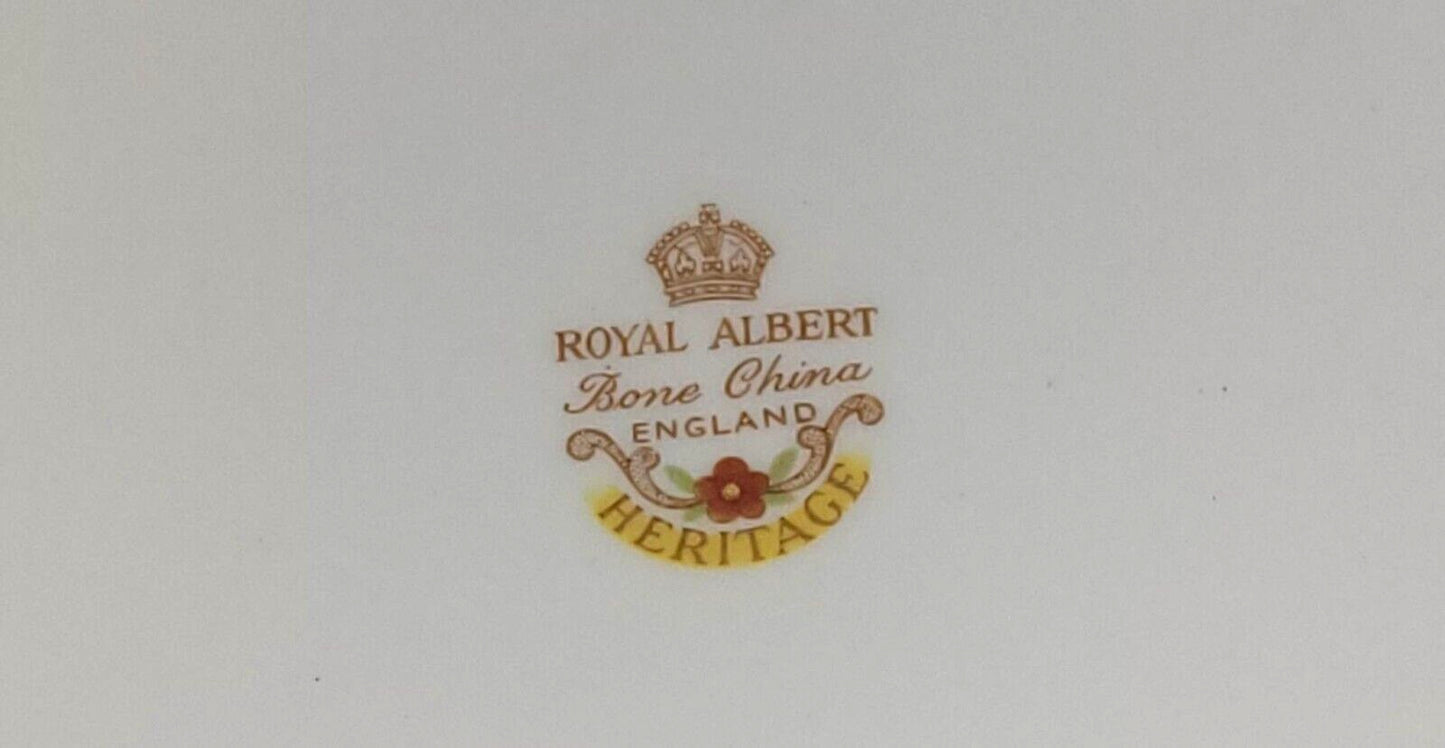 ROYAL ALBERT
Bone China
ENGLAND
HERITAGE